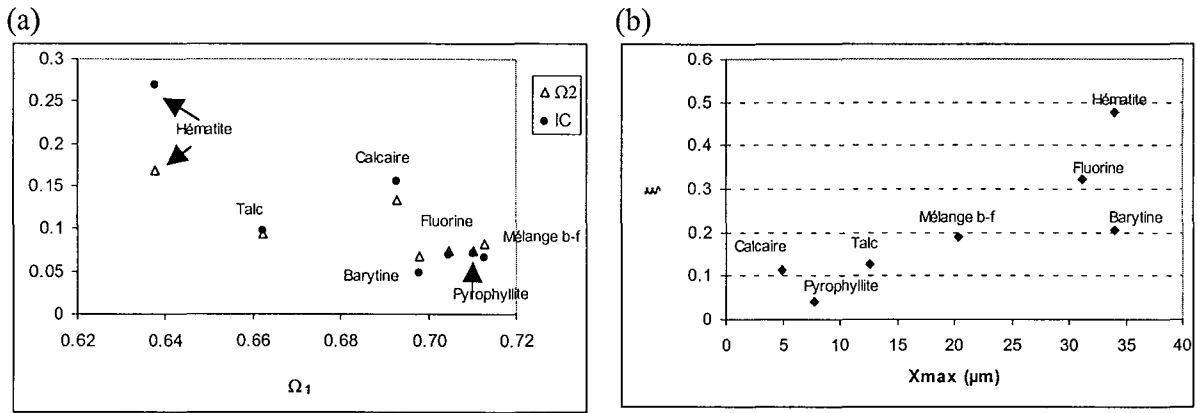 (a)
0.3
0.25
0.2
0.15
0.1
0.05
0
0.62
0.64
0.66
0.68
0.70
0.72
Ω1
Δ Ω2
● IC
Hématite
Calcaire
Talc
Fluorine
Mélange b-f
Barytine
Pyrophyllite
(b)
0.6
0.5
0.4
0.3
0.2
0.1
0
ξ
0
5
10
15
20
25
30
35
40
Xmax (µm)
Hématite
Fluorine
Mélange b-f
Barytine
Calcaire
Talc
Pyrophyllite